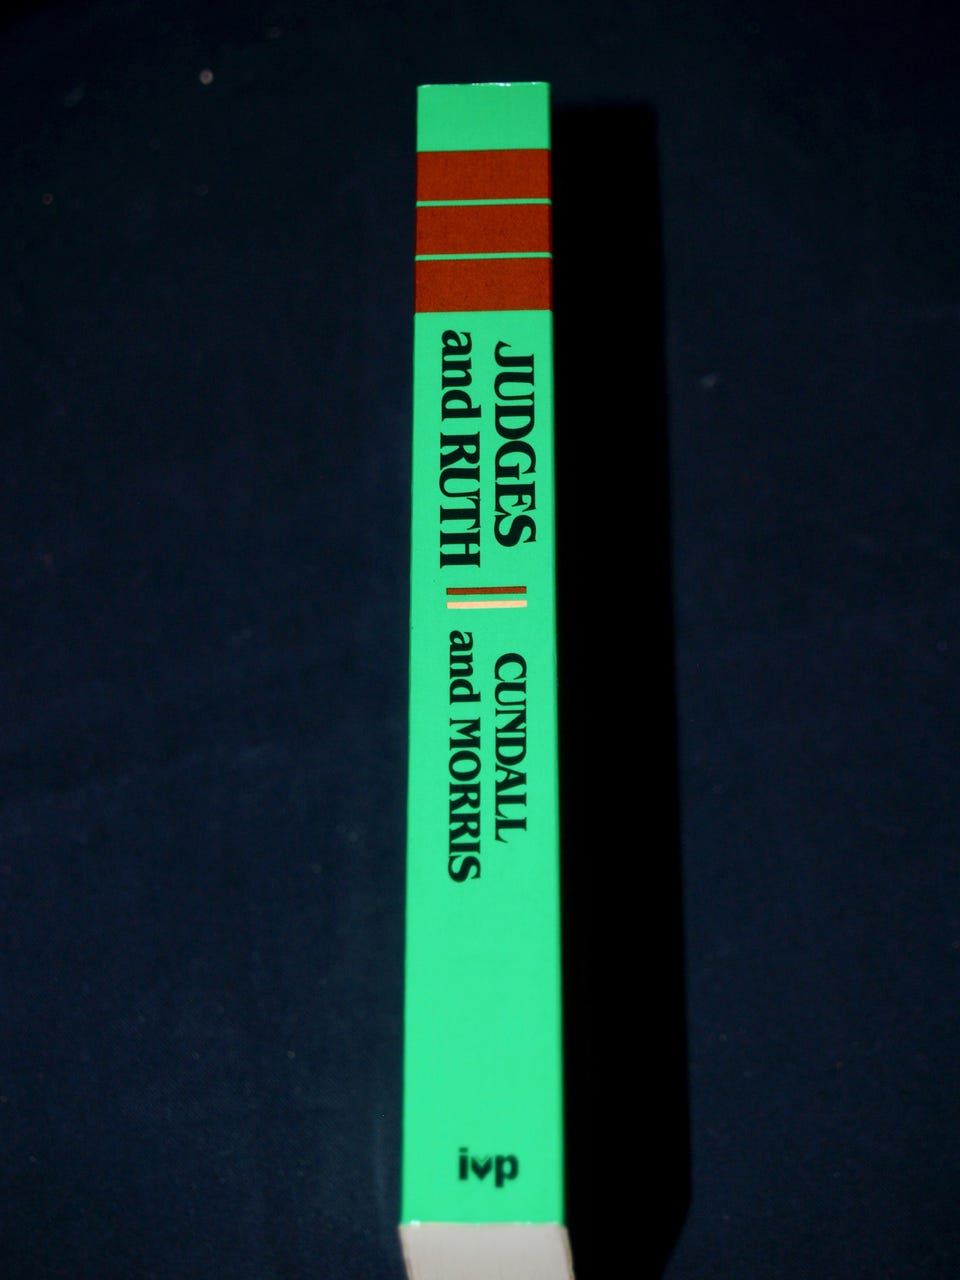 JUDGES
and RUTH
CUNDALL
and MORRIS
ivp